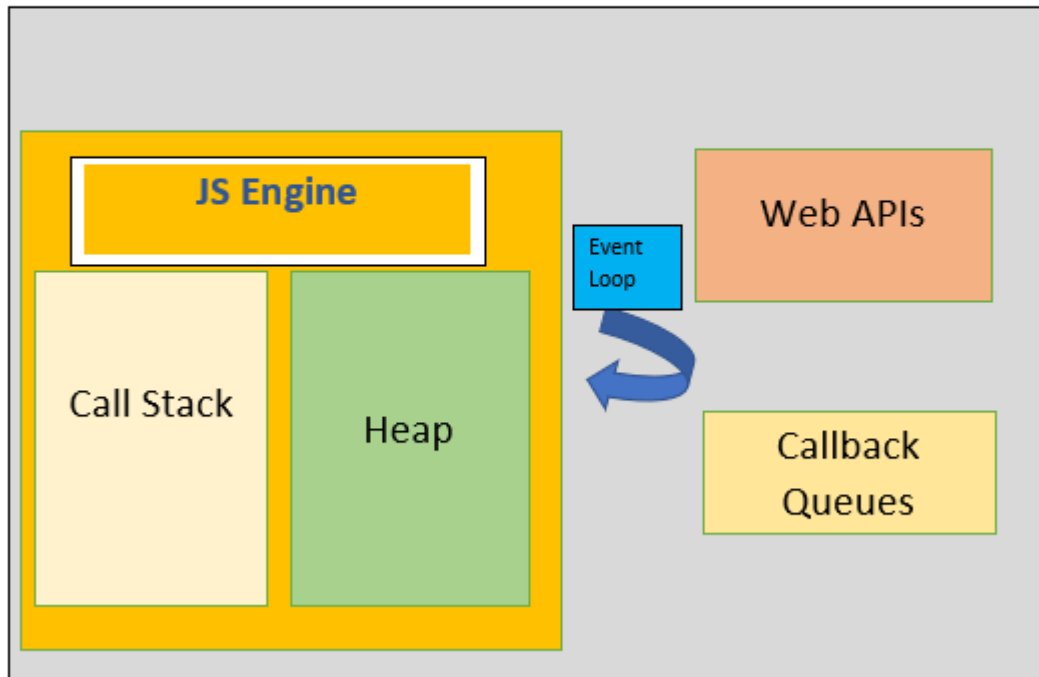 JS Engine
Call Stack
Heap
Event
Loop
Web APIs
Callback
Queues